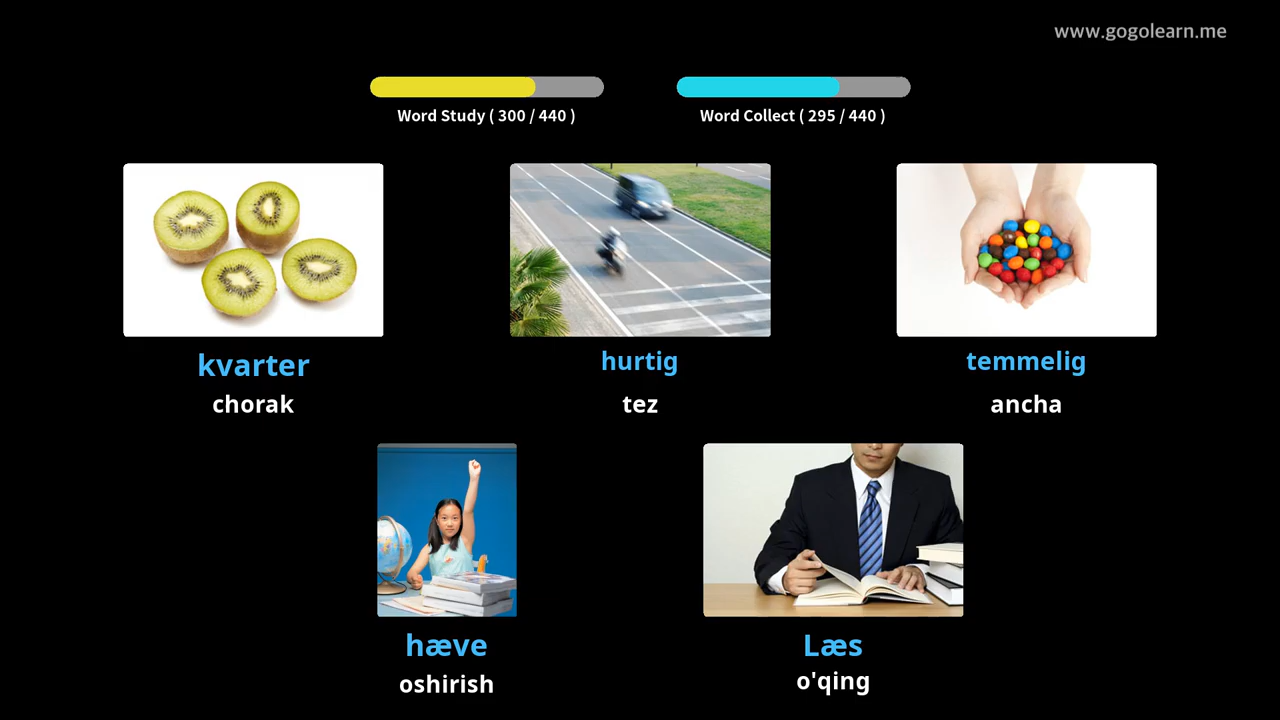 www.gogolearn.me
Word Study ( 300 / 440 )
Word Collect ( 295 / 440 )
kvarter
chorak
hurtig
tez
temmelig
ancha
hæve
oshirish
Læs
o'qing